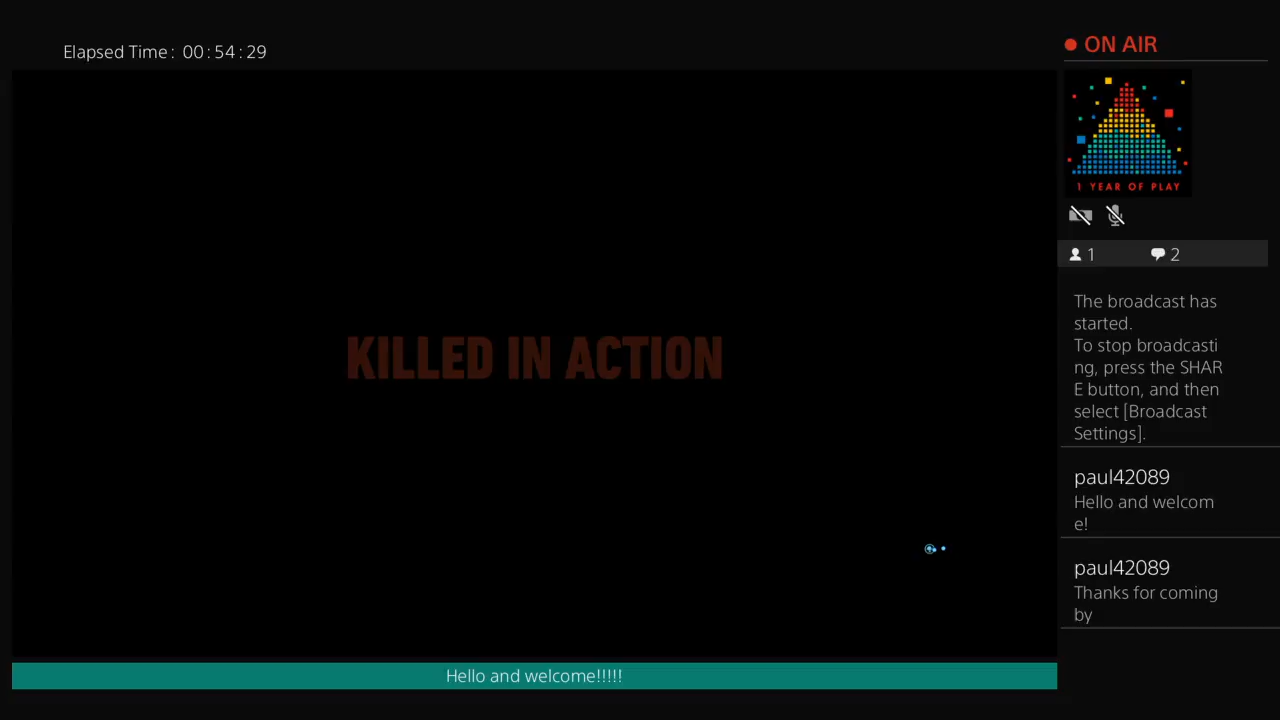 Elapsed Time: 00:54:29
ON AIR
1 YEAR OF PLAY
1
2
The broadcast has
started.
To stop broadcasti
ng, press the SHAR
E button, and then
select [Broadcast
Settings].
paul42089
Hello and welcom
e!
paul42089
Thanks for coming
by
KILLED IN ACTION
Hello and welcome!!!!!